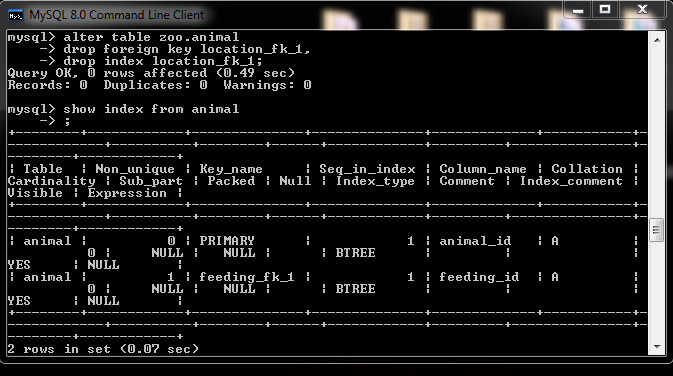 MySQL 8.0 Command Line Client
mysql> alter table zoo.animal
    -> drop foreign key location_fk_1,
    -> drop index location_fk_1;
Query OK, 0 rows affected (0.49 sec)
Records: 0  Duplicates: 0  Warnings: 0

mysql> show index from animal
    -> ;
+--------+------------+--------------+--------------+-------------+-----------+-
------------+----------+--------+------+------------+---------+---------------+-
--------+------------+
| Table  | Non_unique | Key_name     | Seq_in_index | Column_name | Collation |
Cardinality | Sub_part | Packed | Null | Index_type | Comment | Index_comment |
Visible | Expression |
+--------+------------+--------------+--------------+-------------+-----------+-
------------+----------+--------+------+------------+---------+---------------+-
--------+------------+
| animal |          0 | PRIMARY      |            1 | animal_id   | A         |
          0 |     NULL |   NULL |      | BTREE      |         |               |
YES     | NULL       |
| animal |          1 | feeding_fk_1 |            1 | feeding_id  | A         |
          0 |     NULL |   NULL |      | BTREE      |         |               |
YES     | NULL       |
+--------+------------+--------------+--------------+-------------+-----------+-
------------+----------+--------+------+------------+---------+---------------+-
--------+------------+
2 rows in set (0.07 sec)